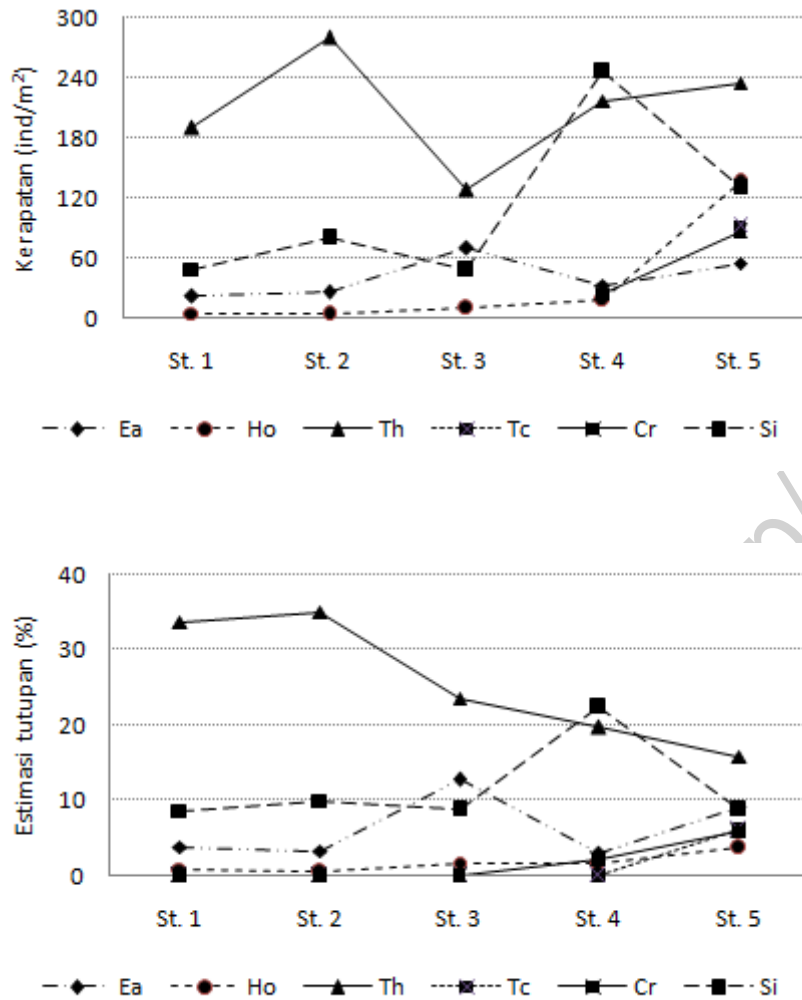 Kerapatan (ind/m²)
300
240
180
120
60
0
St. 1 St. 2 St. 3 St. 4 St. 5
Ea Ho Th Tc Cr Si
Estimasi tutupan (%)
40
30
20
10
0
St. 1 St. 2 St. 3 St. 4 St. 5
Ea Ho Th Tc Cr Si